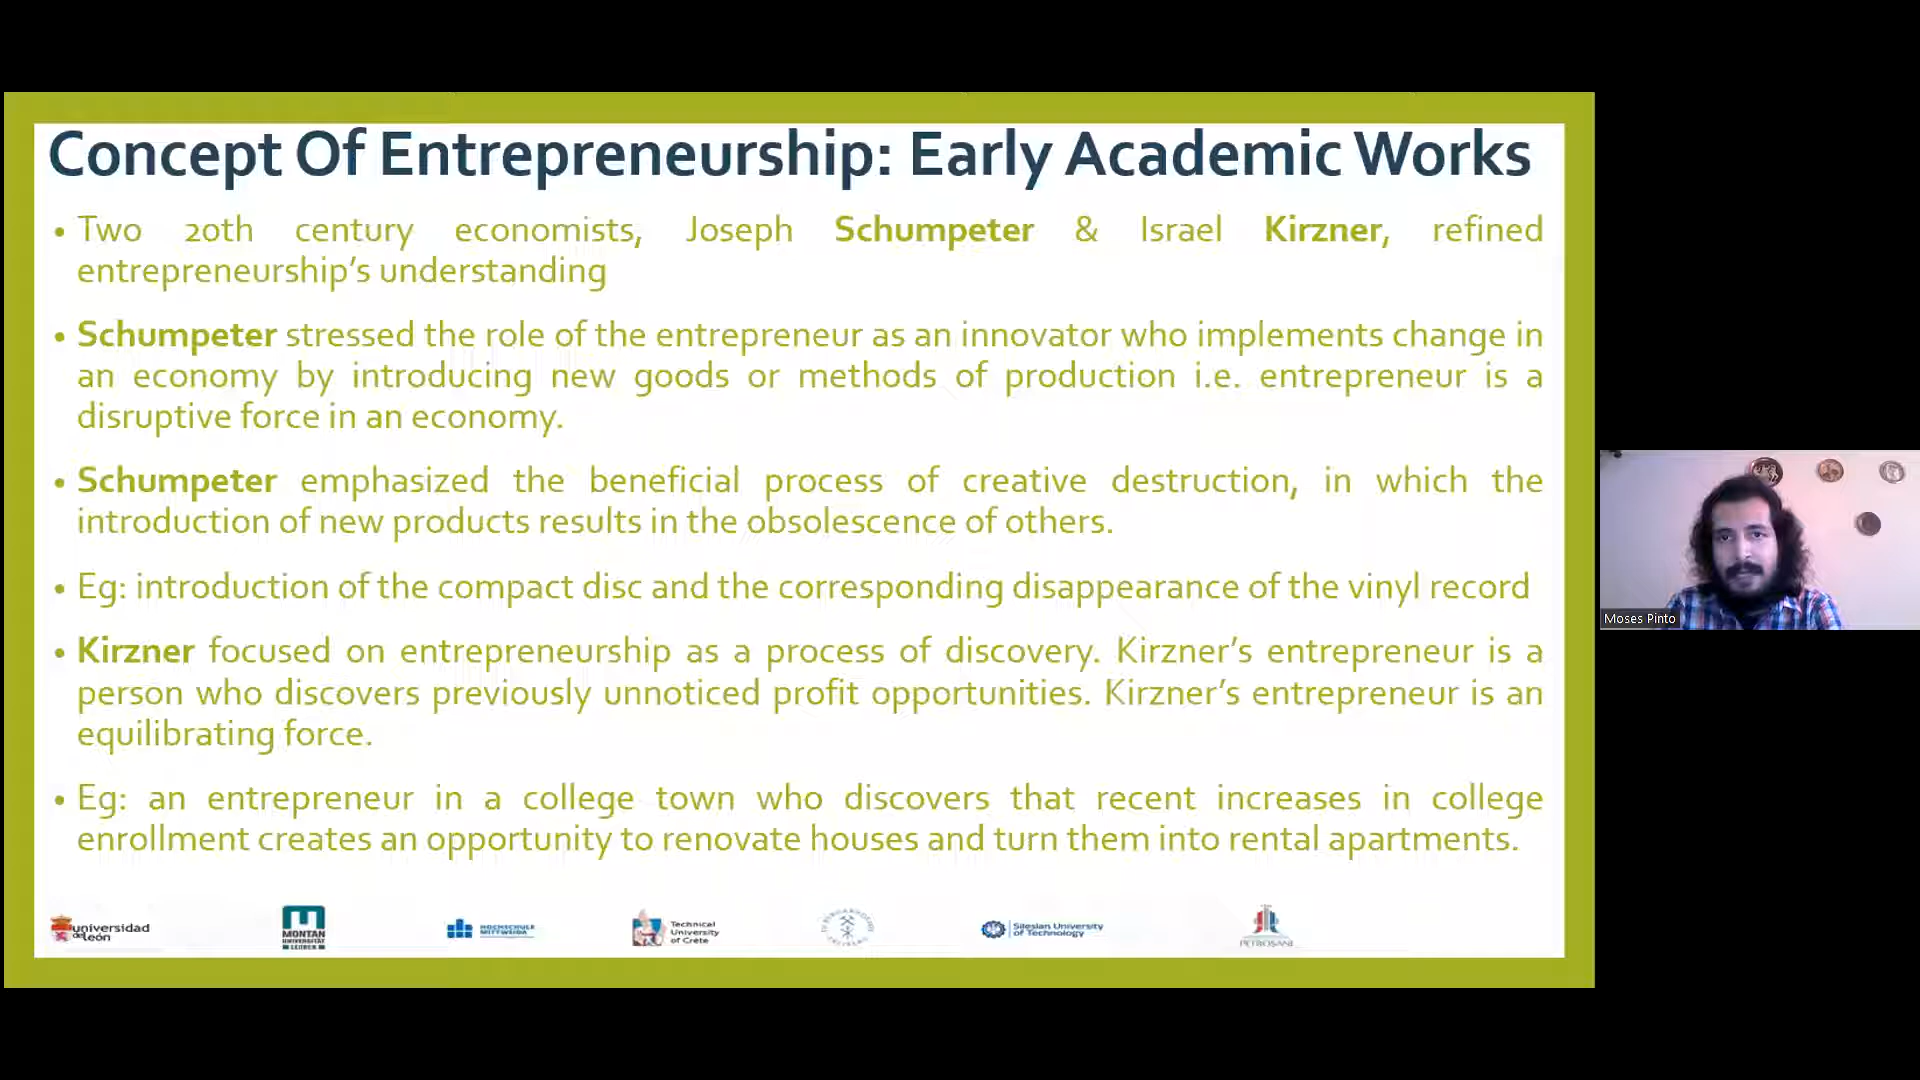 Concept Of Entrepreneurship: Early Academic Works
• Two 20th century economists, Joseph Schumpeter & Israel Kirzner, refined
entrepreneurship's understanding
• Schumpeter stressed the role of the entrepreneur as an innovator who implements change in
an economy by introducing new goods or methods of production i.e. entrepreneur is a
disruptive force in an economy.
• Schumpeter emphasized the beneficial process of creative destruction, in which the
introduction of new products results in the obsolescence of others.
• Eg: introduction of the compact disc and the corresponding disappearance of the vinyl record
• Kirzner focused on entrepreneurship as a process of discovery. Kirzner's entrepreneur is a
person who discovers previously unnoticed profit opportunities. Kirzner's entrepreneur is an
equilibrating force.
• Eg: an entrepreneur in a college town who discovers that recent increases in college
enrollment creates an opportunity to renovate houses and turn them into rental apartments.
Moses Pinto
universidad
de león
MONTAN
UNIVERSITÄT
LEOBEN
HOCHSCHULE
MITTWEIDA
Technical
University
of Crete
Silesian University
of Technology
PETROȘANI